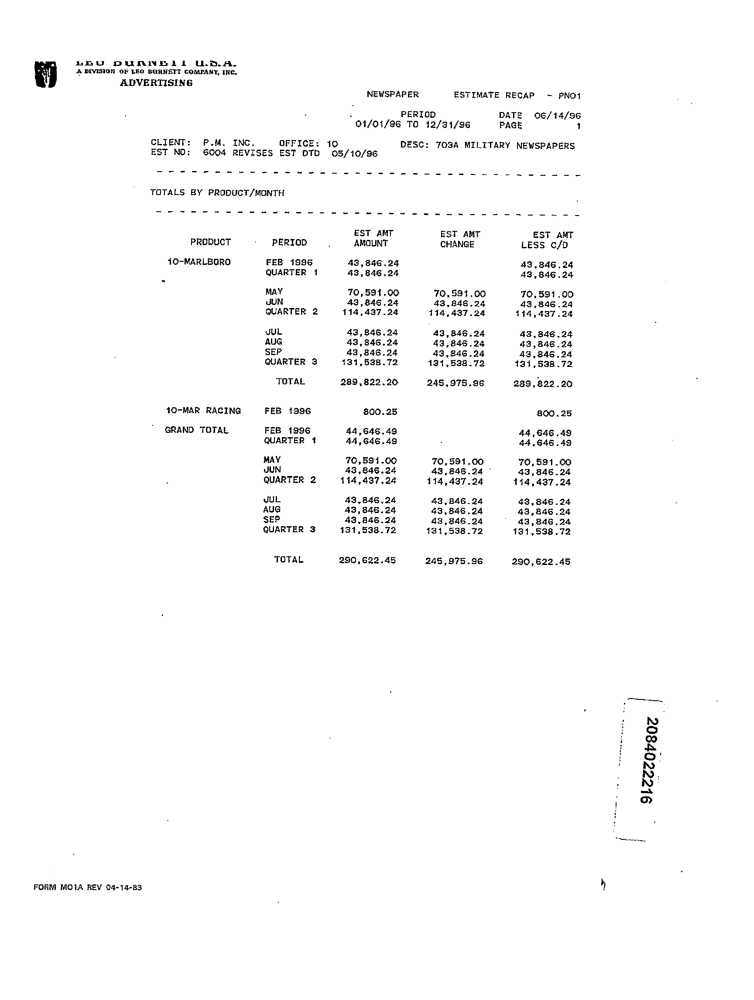 LEO BURNETT U.S.A.
A DIVISION OF LEO BURNETT COMPANY, INC.
ADVERTISING
NEWSPAPER ESTIMATE RECAP - PNO1
PERIOD DATE 06/14/96
01/01/96 TO 12/31/96 PAGE 1
CLIENT: P.M. INC. OFFICE: 10 DESC: 703A MILITARY NEWSPAPERS
EST NO: 6004 REVISES EST DTD 05/10/96
TOTALS BY PRODUCT/MONTH
EST AMT EST AMT EST AMT
PRODUCT PERIOD AMOUNT CHANGE LESS C/D
10-MARLBORO FEB 1996 43,846.24 43,846.24
QUARTER 1 43,846.24 43,846.24
MAY 70,591.00 70,591.00 70,591.00
JUN 43,846.24 43,846.24 43,846.24
QUARTER 2 114,437.24 114,437.24 114,437.24
JUL 43,846.24 43,846.24 43,846.24
AUG 43,846.24 43,846.24 43,846.24
SEP 43,846.24 43,846.24 43,846.24
QUARTER 3 131,538.72 131,538.72 131,538.72
TOTAL 289,822.20 245,975.96 289,822.20
10-MAR RACING FEB 1996 800.25 800.25
GRAND TOTAL FEB 1996 44,646.49 44,646.49
QUARTER 1 44,646.49 44,646.49
MAY 70,591.00 70,591.00 70,591.00
JUN 43,846.24 43,846.24 43,846.24
QUARTER 2 114,437.24 114,437.24 114,437.24
JUL 43,846.24 43,846.24 43,846.24
AUG 43,846.24 43,846.24 43,846.24
SEP 43,846.24 43,846.24 43,846.24
QUARTER 3 131,538.72 131,538.72 131,538.72
TOTAL 290,622.45 245,975.96 290,622.45
2084022216
FORM MO1A REV 04-14-83